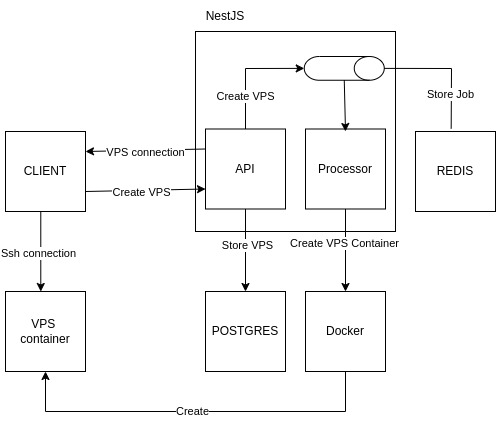 NestJS
Create VPS
Store Job
VPS connection
CLIENT
API
Processor
REDIS
Create VPS
Ssh connection
Store VPS
Create VPS Container
VPS
container
POSTGRES
Docker
Create